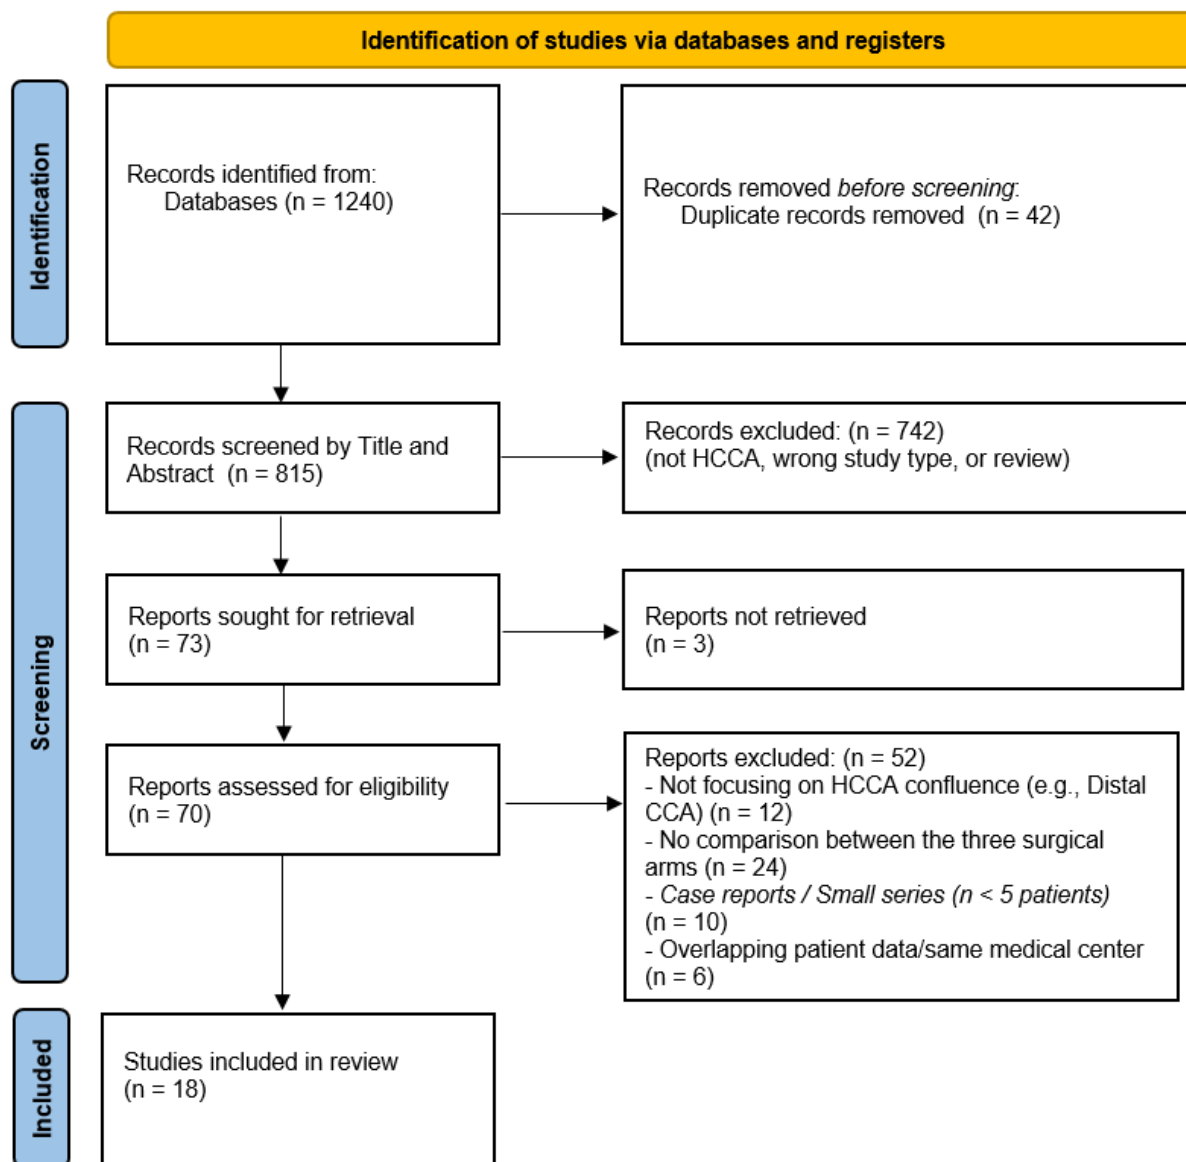 Identification of studies via databases and registers
Identification
Records identified from:
Databases (n = 1240)
Records removed before screening:
Duplicate records removed  (n = 42)
Screening
Records screened by Title and
Abstract  (n = 815)
Records excluded: (n = 742)
(not HCCA, wrong study type, or review)
Reports sought for retrieval
(n = 73)
Reports not retrieved
(n = 3)
Reports assessed for eligibility
(n = 70)
Reports excluded: (n = 52)
- Not focusing on HCCA confluence (e.g., Distal
CCA) (n = 12)
- No comparison between the three surgical
arms (n = 24)
- Case reports / Small series (n < 5 patients)
(n = 10)
- Overlapping patient data/same medical center
(n = 6)
Included
Studies included in review
(n = 18)